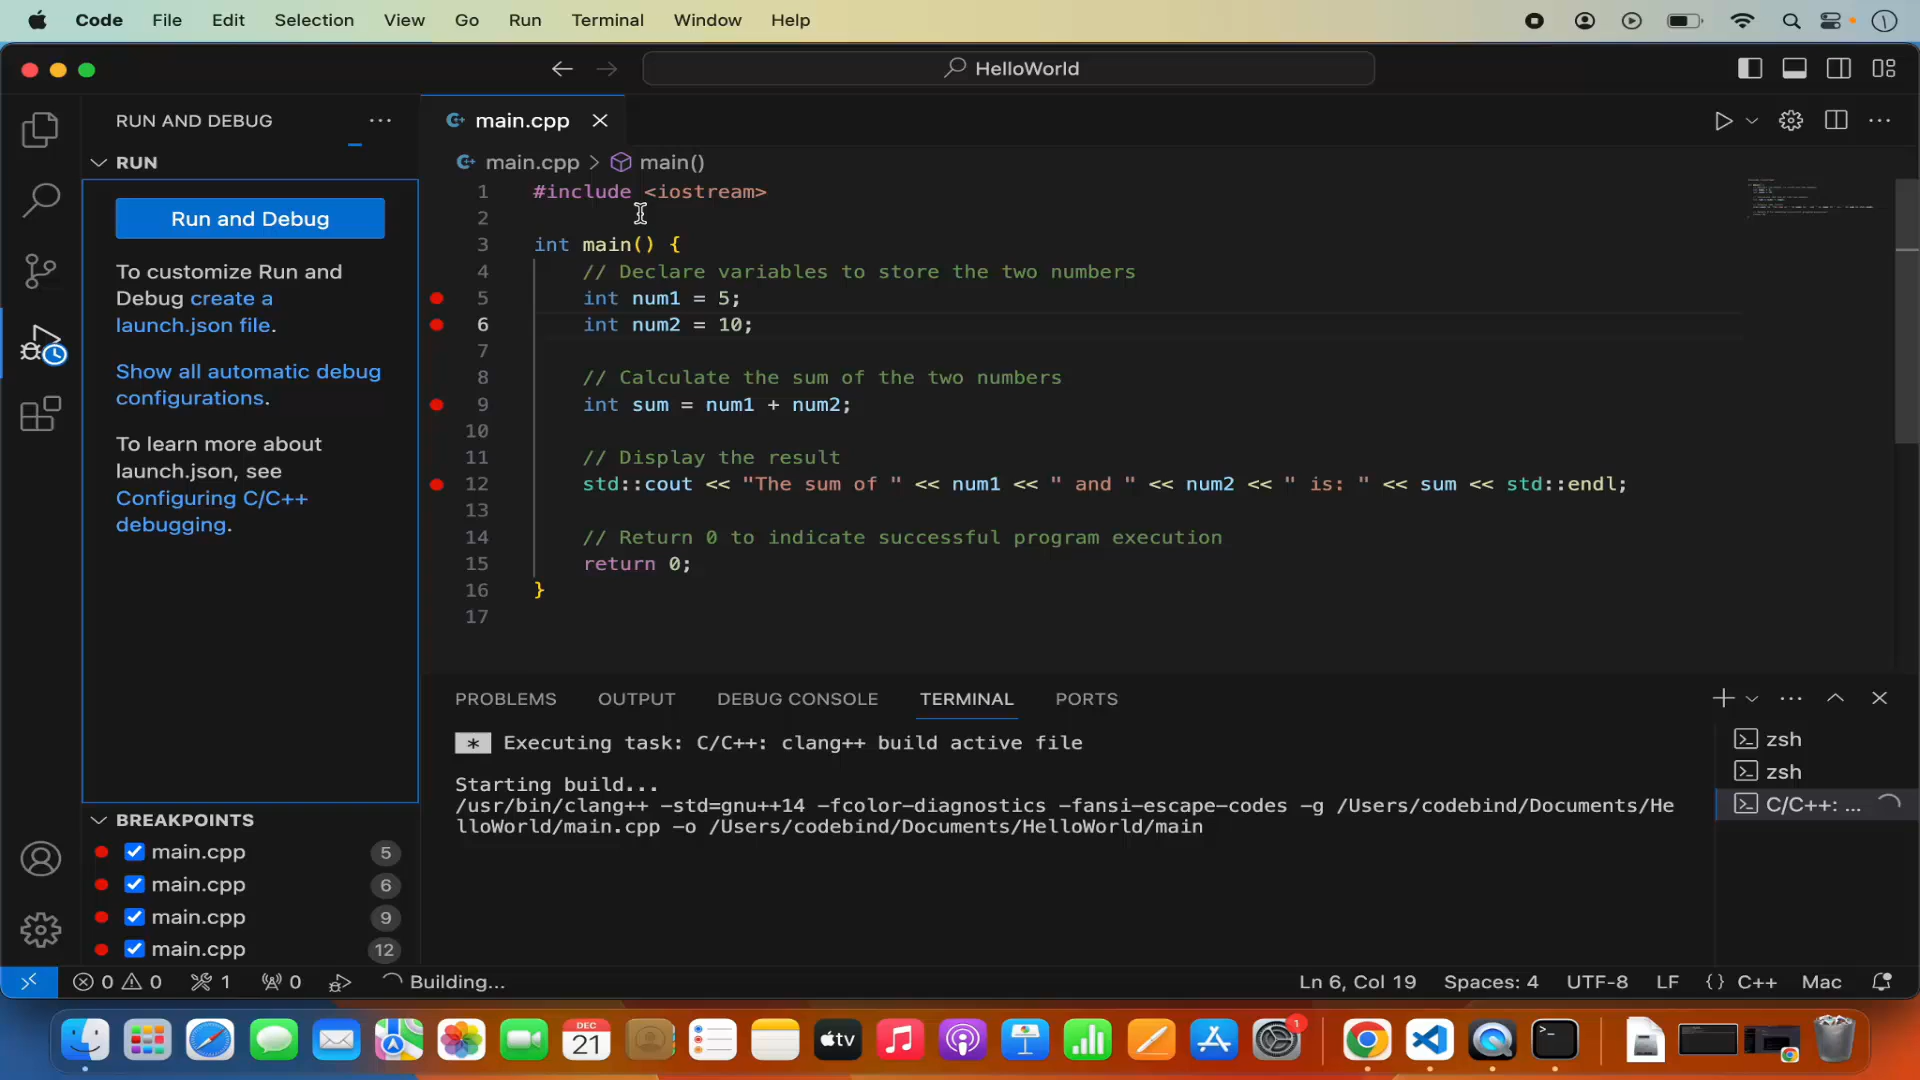 Code File Edit Selection View Go Run Terminal Window Help
HelloWorld
RUN AND DEBUG
RUN
Run and Debug
To customize Run and
Debug create a
launch.json file.
Show all automatic debug
configurations.
To learn more about
launch.json, see
Configuring C/C++
debugging.
BREAKPOINTS
main.cpp 5
main.cpp 6
main.cpp 9
main.cpp 12
main.cpp
main.cpp > main()
1 #include <iostream>
2
3 int main() {
4 // Declare variables to store the two numbers
5 int num1 = 5;
6 int num2 = 10;
7
8 // Calculate the sum of the two numbers
9 int sum = num1 + num2;
10
11 // Display the result
12 std::cout << "The sum of " << num1 << " and " << num2 << " is: " << sum << std::endl;
13
14 // Return 0 to indicate successful program execution
15 return 0;
16 }
17
PROBLEMS OUTPUT DEBUG CONSOLE TERMINAL PORTS
* Executing task: C/C++: clang++ build active file
Starting build...
/usr/bin/clang++ -std=gnu++14 -fcolor-diagnostics -fansi-escape-codes -g /Users/codebind/Documents/He
lloWorld/main.cpp -o /Users/codebind/Documents/HelloWorld/main
zsh
zsh
C/C++: ...
0 0 1 0 Building... Ln 6, Col 19 Spaces: 4 UTF-8 LF {} C++ Mac
DEC
21
tv
1